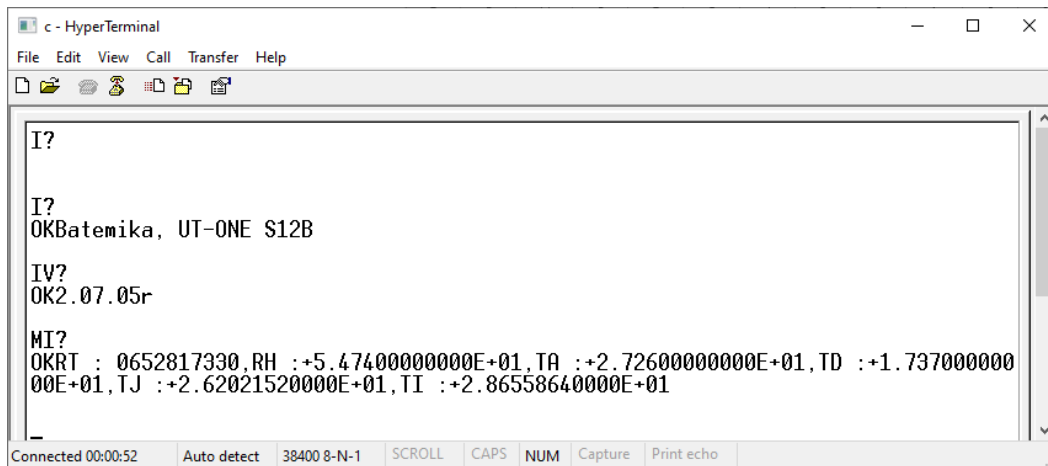 c - HyperTerminal
File Edit View Call Transfer Help
I?
I?
OKBatemika, UT-ONE S12B
IV?
OK2.07.05r
MI?
OKRT : 0652817330,RH :+5.47400000000E+01,TA :+2.72600000000E+01,TD :+1.737000000
00E+01,TJ :+2.62021520000E+01,TI :+2.86558640000E+01
Connected 00:00:52 Auto detect 38400 8-N-1 SCROLL CAPS NUM Capture Print echo